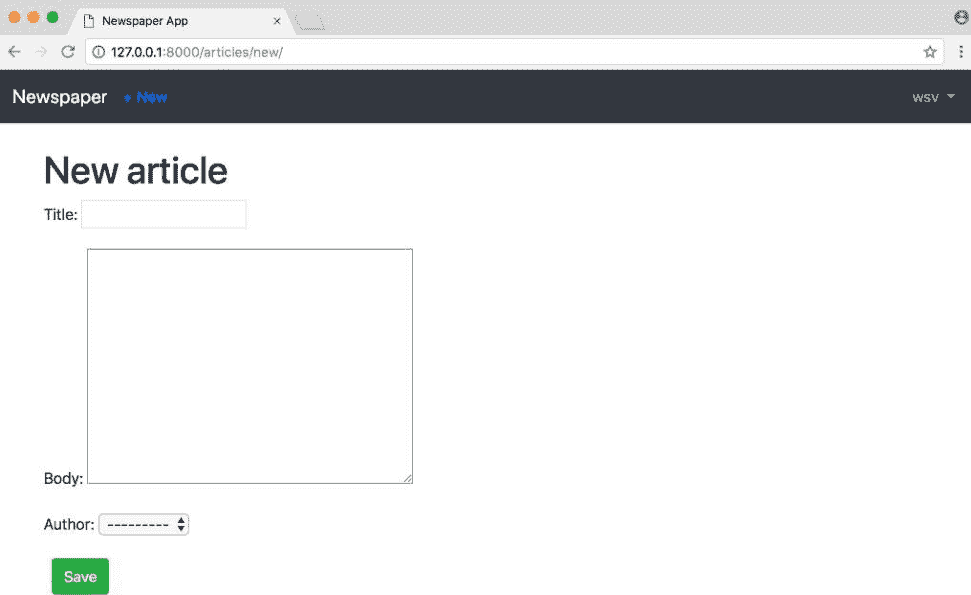 Newspaper App
127.0.0.1:8000/articles/new/
Newspaper + New wsv
New article
Title:
Body:
Author: ---------
Save